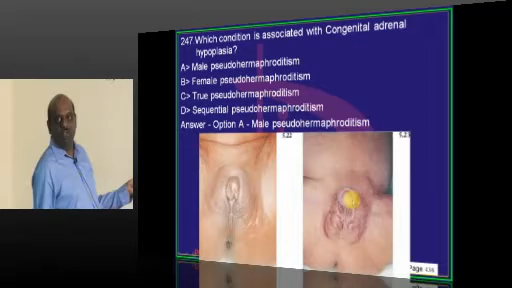 247 Which condition is associated with Congenital adrenal
hypoplasia?
A> Male pseudohermaphroditism
B> Female pseudohermaphroditism
C> True pseudohermaphroditism
D> Sequential pseudohermaphroditism
Answer - Option A - Male pseudohermaphroditism
Page